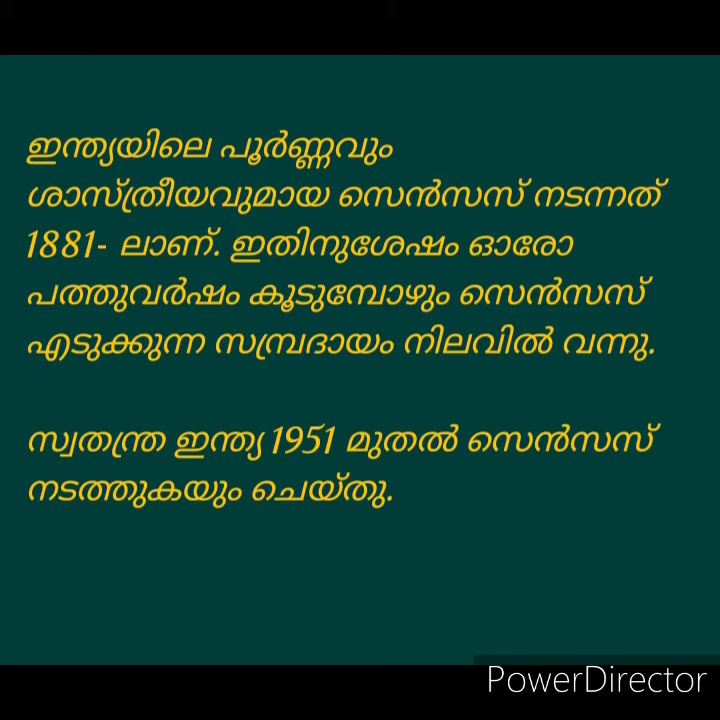 ഇന്ത്യയിലെ പൂർണ്ണവും
ശാസ്ത്രീയവുമായ സെൻസസ് നടന്നത്
1881- ലാണ്. ഇതിനുശേഷം ഓരോ
പത്തുവർഷം കൂടുമ്പോഴും സെൻസസ്
എടുക്കുന്ന സമ്പ്രദായം നിലവിൽ വന്നു.
സ്വതന്ത്ര ഇന്ത്യ 1951 മുതൽ സെൻസസ്
നടത്തുകയും ചെയ്തു.
PowerDirector